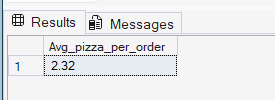 Results Messages
Avg_pizza_per_order
1 2.32